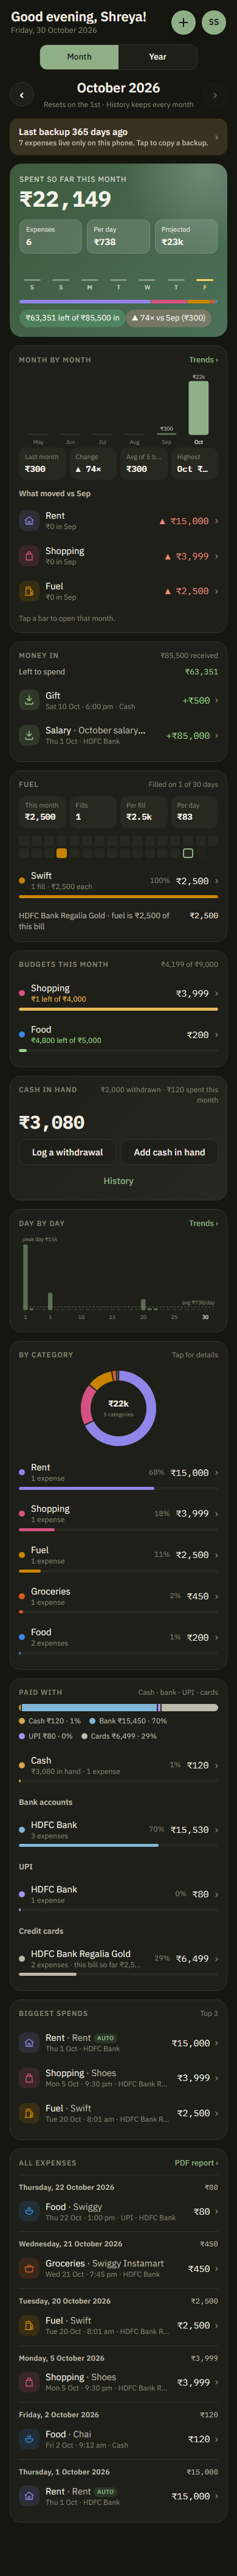 Good evening, Shreya!
Friday, 30 October 2026
SS
Month
Year
October 2026
Resets on the 1st · History keeps every month
Last backup 365 days ago
7 expenses live only on this phone. Tap to copy a backup.
SPENT SO FAR THIS MONTH
₹22,149
Expenses
6
Per day
₹738
Projected
₹23k
S S M T W T F
₹63,351 left of ₹85,500 in
▲ 74× vs Sep (₹300)
MONTH BY MONTH
Trends ›
₹22k
₹300
May Jun Jul Aug Sep Oct
Last month
₹300
Change
▲ 74×
Avg of 5 b…
₹300
Highest
Oct ₹…
What moved vs Sep
Rent
₹0 in Sep
▲ ₹15,000 ›
Shopping
₹0 in Sep
▲ ₹3,999 ›
Fuel
₹0 in Sep
▲ ₹2,500 ›
Tap a bar to open that month.
MONEY IN
₹85,500 received
Left to spend
₹63,351
Gift
Sat 10 Oct · 6:00 pm · Cash
+₹500 ›
Salary · October salary…
Thu 1 Oct · HDFC Bank
+₹85,000 ›
FUEL
Filled on 1 of 30 days
This month
₹2,500
Fills
1
Per fill
₹2.5k
Per day
₹83
Swift
1 fill · ₹2,500 each
100% ₹2,500 ›
HDFC Bank Regalia Gold · fuel is ₹2,500 of
this bill
₹2,500
BUDGETS THIS MONTH
₹4,199 of ₹9,000
Shopping
₹1 left of ₹4,000
₹3,999 ›
Food
₹4,800 left of ₹5,000
₹200 ›
CASH IN HAND
₹2,000 withdrawn · ₹120 spent this
month
₹3,080
Log a withdrawal
Add cash in hand
History
DAY BY DAY
Trends ›
peak day ₹15k
avg ₹738/day
1 5 10 15 20 25 30
BY CATEGORY
Tap for details
₹22k
5 categories
Rent
1 expense
68% ₹15,000 ›
Shopping
1 expense
18% ₹3,999 ›
Fuel
1 expense
11% ₹2,500 ›
Groceries
1 expense
2% ₹450 ›
Food
2 expenses
1% ₹200 ›
PAID WITH
Cash · bank · UPI · cards
Cash ₹120 · 1%
Bank ₹15,450 · 70%
UPI ₹80 · 0%
Cards ₹6,499 · 29%
Cash
₹3,080 in hand · 1 expense
1% ₹120 ›
Bank accounts
HDFC Bank
3 expenses
70% ₹15,530 ›
UPI
HDFC Bank
1 expense
0% ₹80 ›
Credit cards
HDFC Bank Regalia Gold
2 expenses · this bill so far ₹2,5…
29% ₹6,499 ›
BIGGEST SPENDS
Top 3
Rent · Rent AUTO
Thu 1 Oct · HDFC Bank
₹15,000 ›
Shopping · Shoes
Mon 5 Oct · 9:30 pm · HDFC Bank R…
₹3,999 ›
Fuel · Swift
Tue 20 Oct · 8:01 am · HDFC Bank R…
₹2,500 ›
ALL EXPENSES
PDF report ›
Thursday, 22 October 2026
₹80
Food · Swiggy
Thu 22 Oct · 1:00 pm · UPI · HDFC Bank
₹80 ›
Wednesday, 21 October 2026
₹450
Groceries · Swiggy Instamart
Wed 21 Oct · 7:45 pm · HDFC Bank
₹450 ›
Tuesday, 20 October 2026
₹2,500
Fuel · Swift
Tue 20 Oct · 8:01 am · HDFC Bank R…
₹2,500 ›
Monday, 5 October 2026
₹3,999
Shopping · Shoes
Mon 5 Oct · 9:30 pm · HDFC Bank R…
₹3,999 ›
Friday, 2 October 2026
₹120
Food · Chai
Fri 2 Oct · 9:12 am · Cash
₹120 ›
Thursday, 1 October 2026
₹15,000
Rent · Rent AUTO
Thu 1 Oct · HDFC Bank
₹15,000 ›